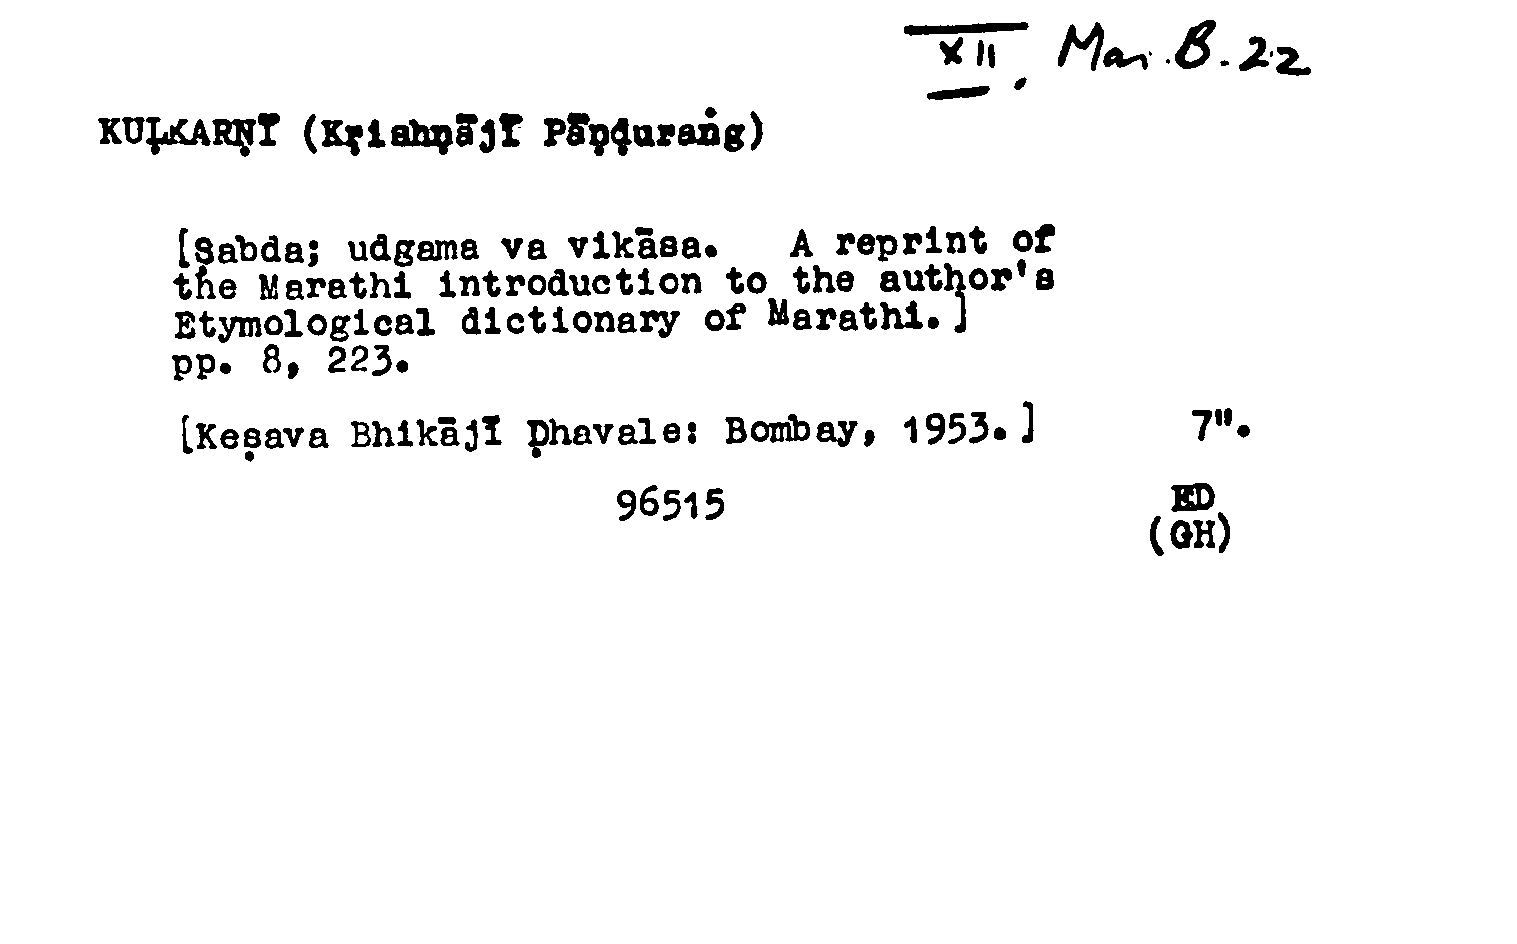 XII. Mar. B. 22
KUḶKARṆĪ (Kṛishṇājī Pāṇḍuraṅg)
[Ṣabda; udgama va vikāsa. A reprint of
the Marathi introduction to the author's
Etymological dictionary of Marathi.]
pp. 8, 223.
[Keṣava Bhikājī Ḍhavale: Bombay, 1953.] 7".
96515 ED
(GH)